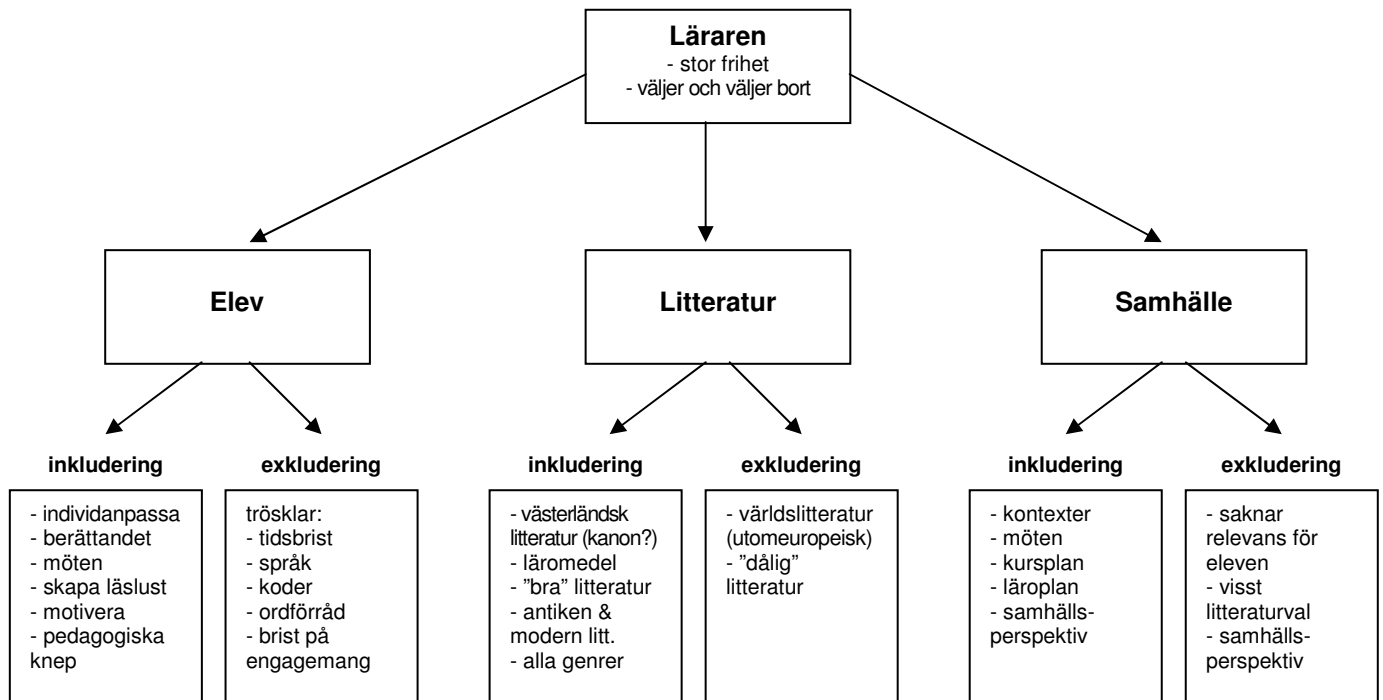 Läraren
- stor frihet
- väljer och väljer bort
Elev
Litteratur
Samhälle
inkludering
exkludering
inkludering
exkludering
inkludering
exkludering
- individanpassa
- berättandet
- möten
- skapa läslust
- motivera
- pedagogiska
knep
trösklar:
- tidsbrist
- språk
- koder
- ordförråd
- brist på
engagemang
- västerländsk
litteratur (kanon?)
- läromedel
- ”bra” litteratur
- antiken &
modern litt.
- alla genrer
- världslitteratur
(utomeuropeisk)
- ”dålig”
litteratur
- kontexter
- möten
- kursplan
- läroplan
- samhälls-
perspektiv
- saknar
relevans för
eleven
- visst
litteraturval
- samhälls-
perspektiv